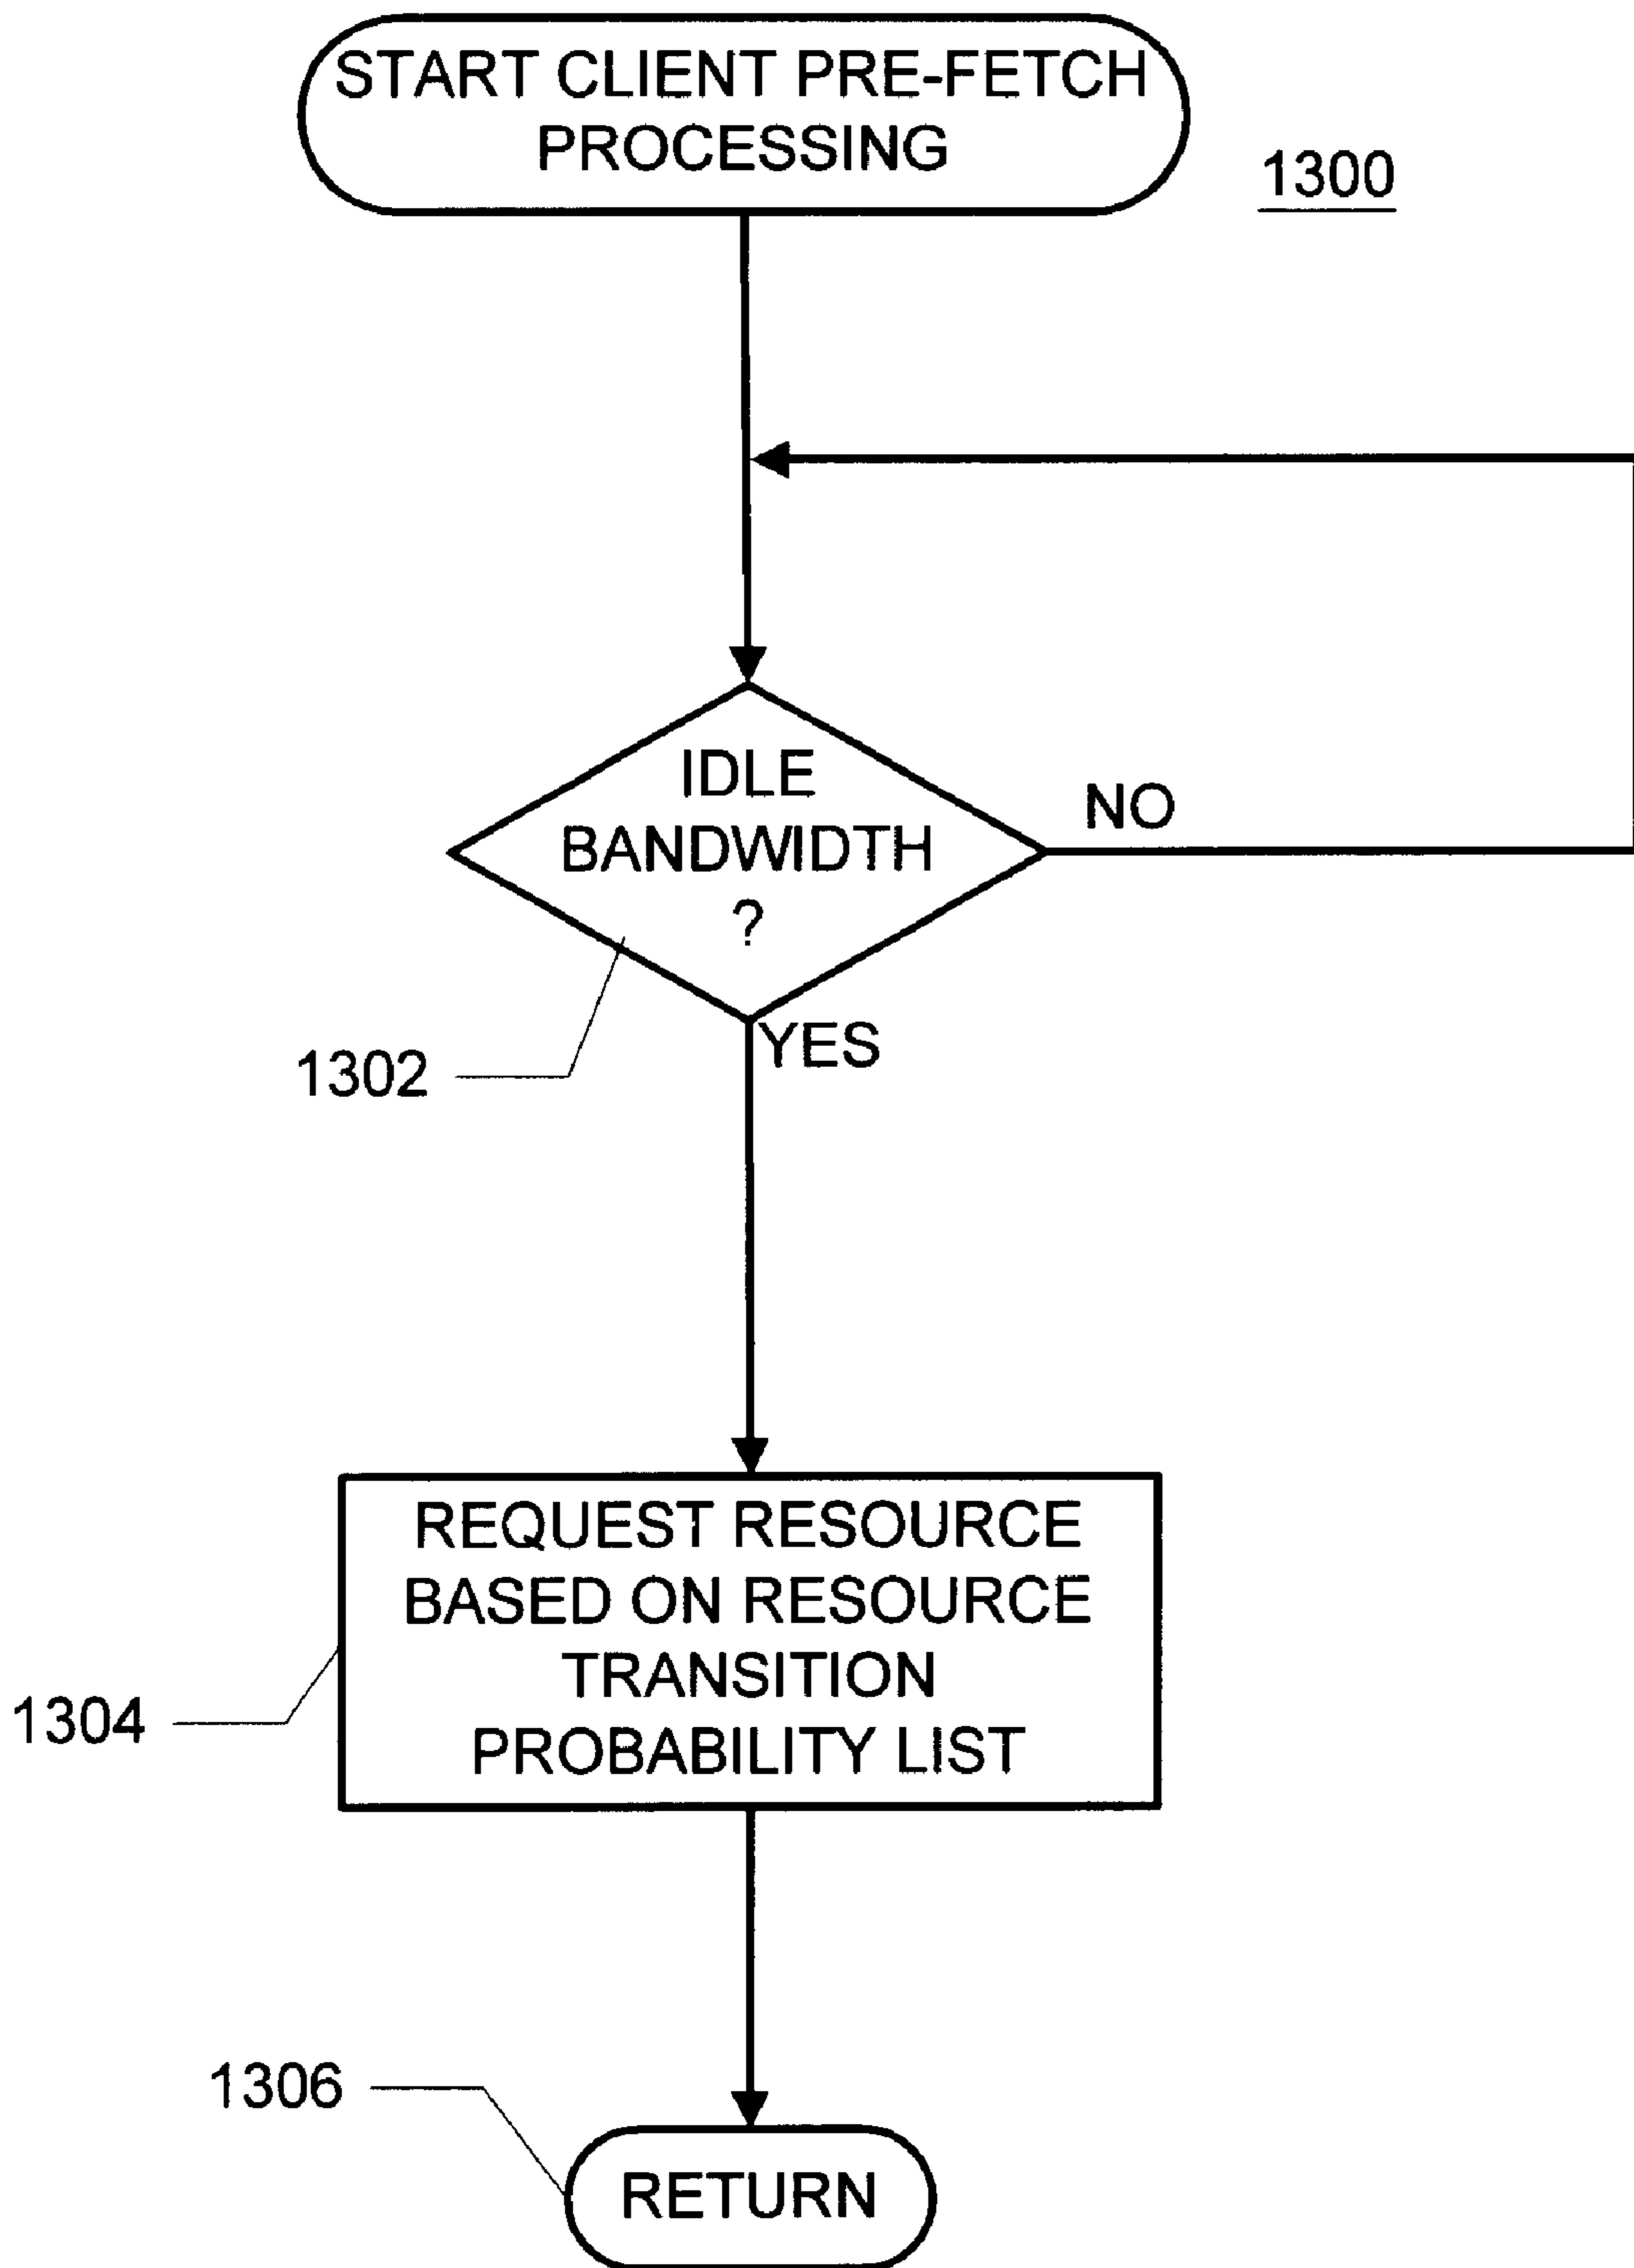 START CLIENT PRE-FETCH
PROCESSING
1300
IDLE
BANDWIDTH
?
NO
YES
1302
REQUEST RESOURCE
BASED ON RESOURCE
TRANSITION
PROBABILITY LIST
1304
1306
RETURN